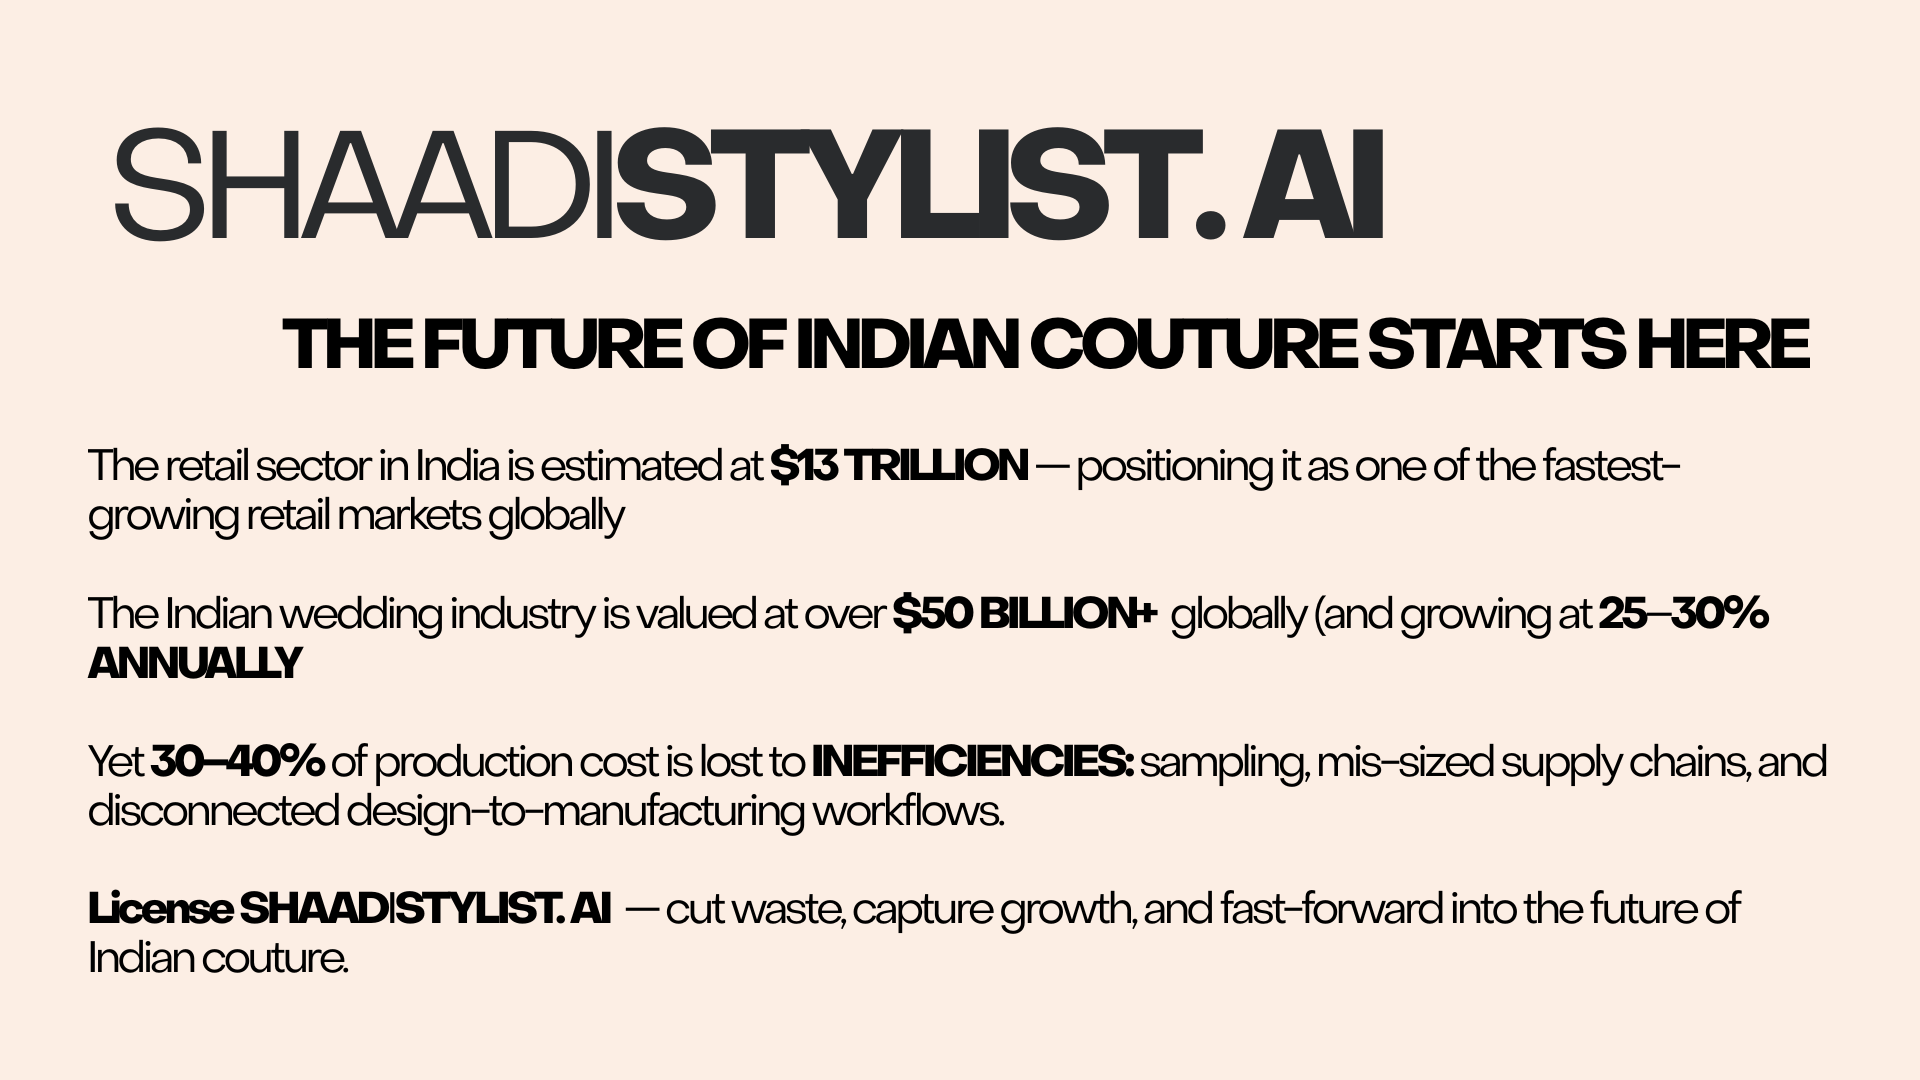 SHAADISTYLIST. AI
THE FUTURE OF INDIAN COUTURE STARTS HERE
The retail sector in India is estimated at $13 TRILLION — positioning it as one of the fastest-
growing retail markets globally
The Indian wedding industry is valued at over $50 BILLION+ globally (and growing at 25–30%
ANNUALLY
Yet 30–40% of production cost is lost to INEFFICIENCIES: sampling, mis-sized supply chains, and
disconnected design-to-manufacturing workflows.
License SHAADISTYLIST. AI — cut waste, capture growth, and fast-forward into the future of
Indian couture.